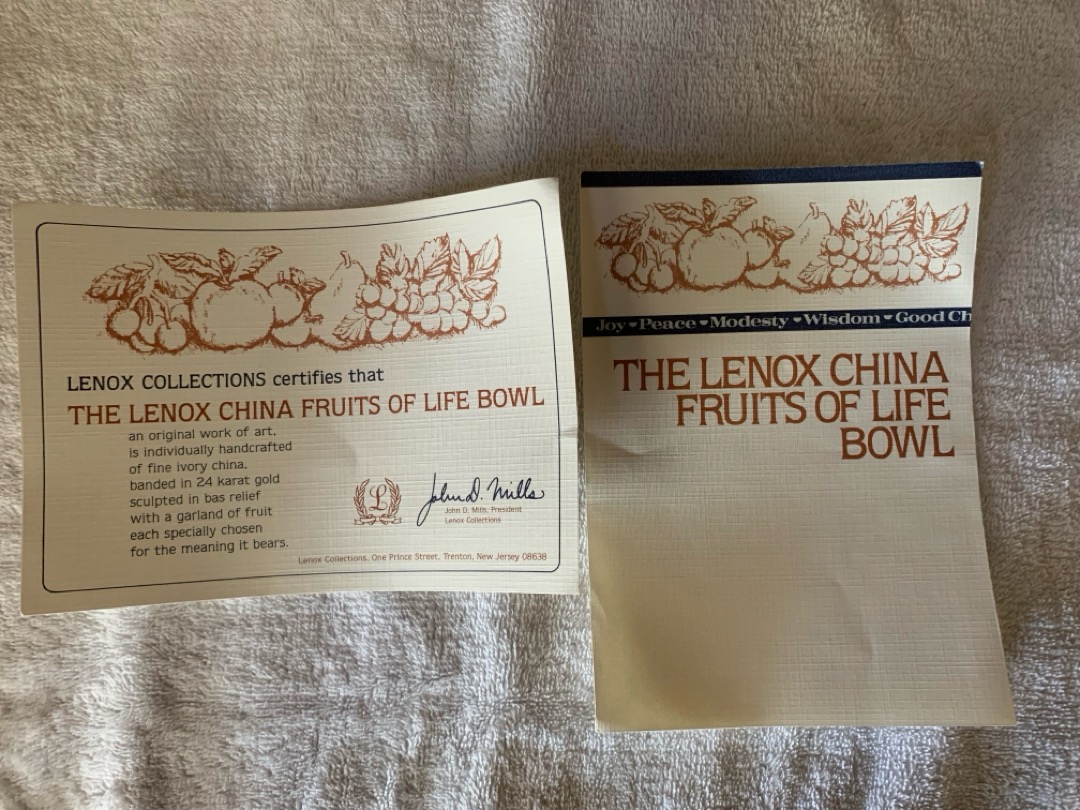 LENOX COLLECTIONS certifies that
THE LENOX CHINA FRUITS OF LIFE BOWL
an original work of art,
is individually handcrafted
of fine ivory china,
banded in 24 karat gold
sculpted in bas relief
with a garland of fruit
each specially chosen
for the meaning it bears.
L
John D. Mills
John D. Mills, President
Lenox Collections
Lenox Collections, One Prince Street, Trenton, New Jersey 08638
Joy Peace Modesty Wisdom Good Ch
THE LENOX CHINA
FRUITS OF LIFE
BOWL